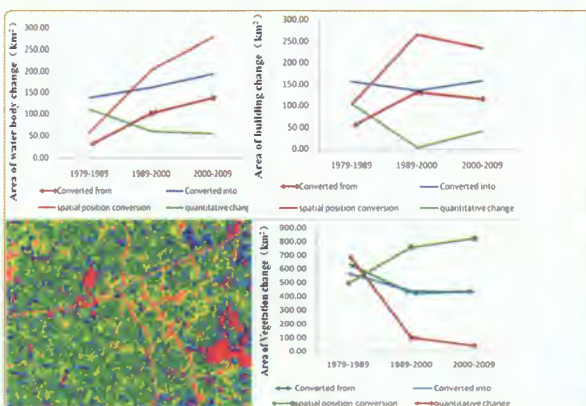 Area of water body change (km²)
300.00
250.00
200.00
150.00
100.00
50.00
0.00
1979-1989 1989-2000 2000-2009
Converted from Converted into
spatial position conversion quantitative change
Area of building change (km²)
300.00
250.00
200.00
150.00
100.00
50.00
0.00
1979-1989 1989-2000 2000-2009
Converted from Converted into
spatial position conversion quantitative change
Area of Vegetation change (km²)
900.00
800.00
700.00
600.00
500.00
400.00
300.00
200.00
100.00
00.00
1979-1989 1989-2000 2000-2009
Converted from Converted into
spatial position conversion quantitative change